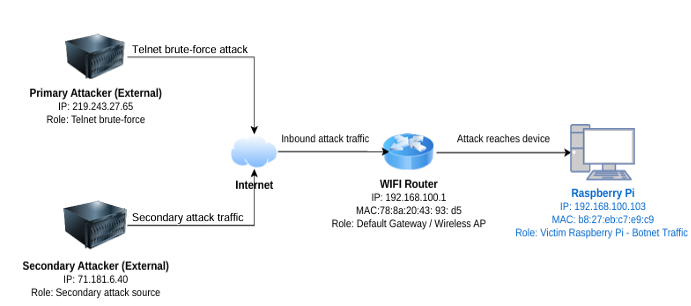 Telnet brute-force attack
Primary Attacker (External)
IP: 219.243.27.65
Role: Telnet brute-force
Inbound attack traffic
Attack reaches device
Internet
WIFI Router
IP: 192.168.100.1
MAC:78:8a:20:43: 93: d5
Role: Default Gateway / Wireless AP
Raspberry Pi
IP: 192.168.100.103
MAC: b8:27:eb:c7:e9:c9
Role: Victim Raspberry Pi - Botnet Traffic
Secondary attack traffic
Secondary Attacker (External)
IP: 71.181.6.40
Role: Secondary attack source